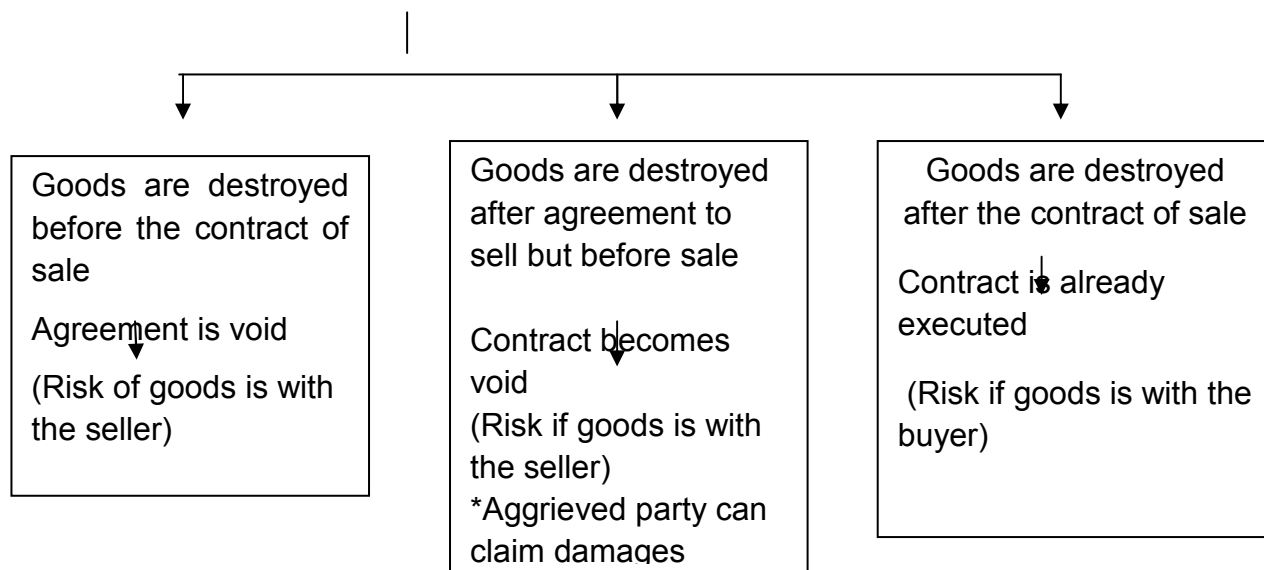 Goods are destroyed
before the contract of
sale
Agreement is void
(Risk of goods is with
the seller)
Goods are destroyed
after agreement to
sell but before sale
Contract becomes
void
(Risk if goods is with
the seller)
*Aggrieved party can
claim damages
Goods are destroyed
after the contract of sale
Contract is already
executed
(Risk if goods is with the
buyer)